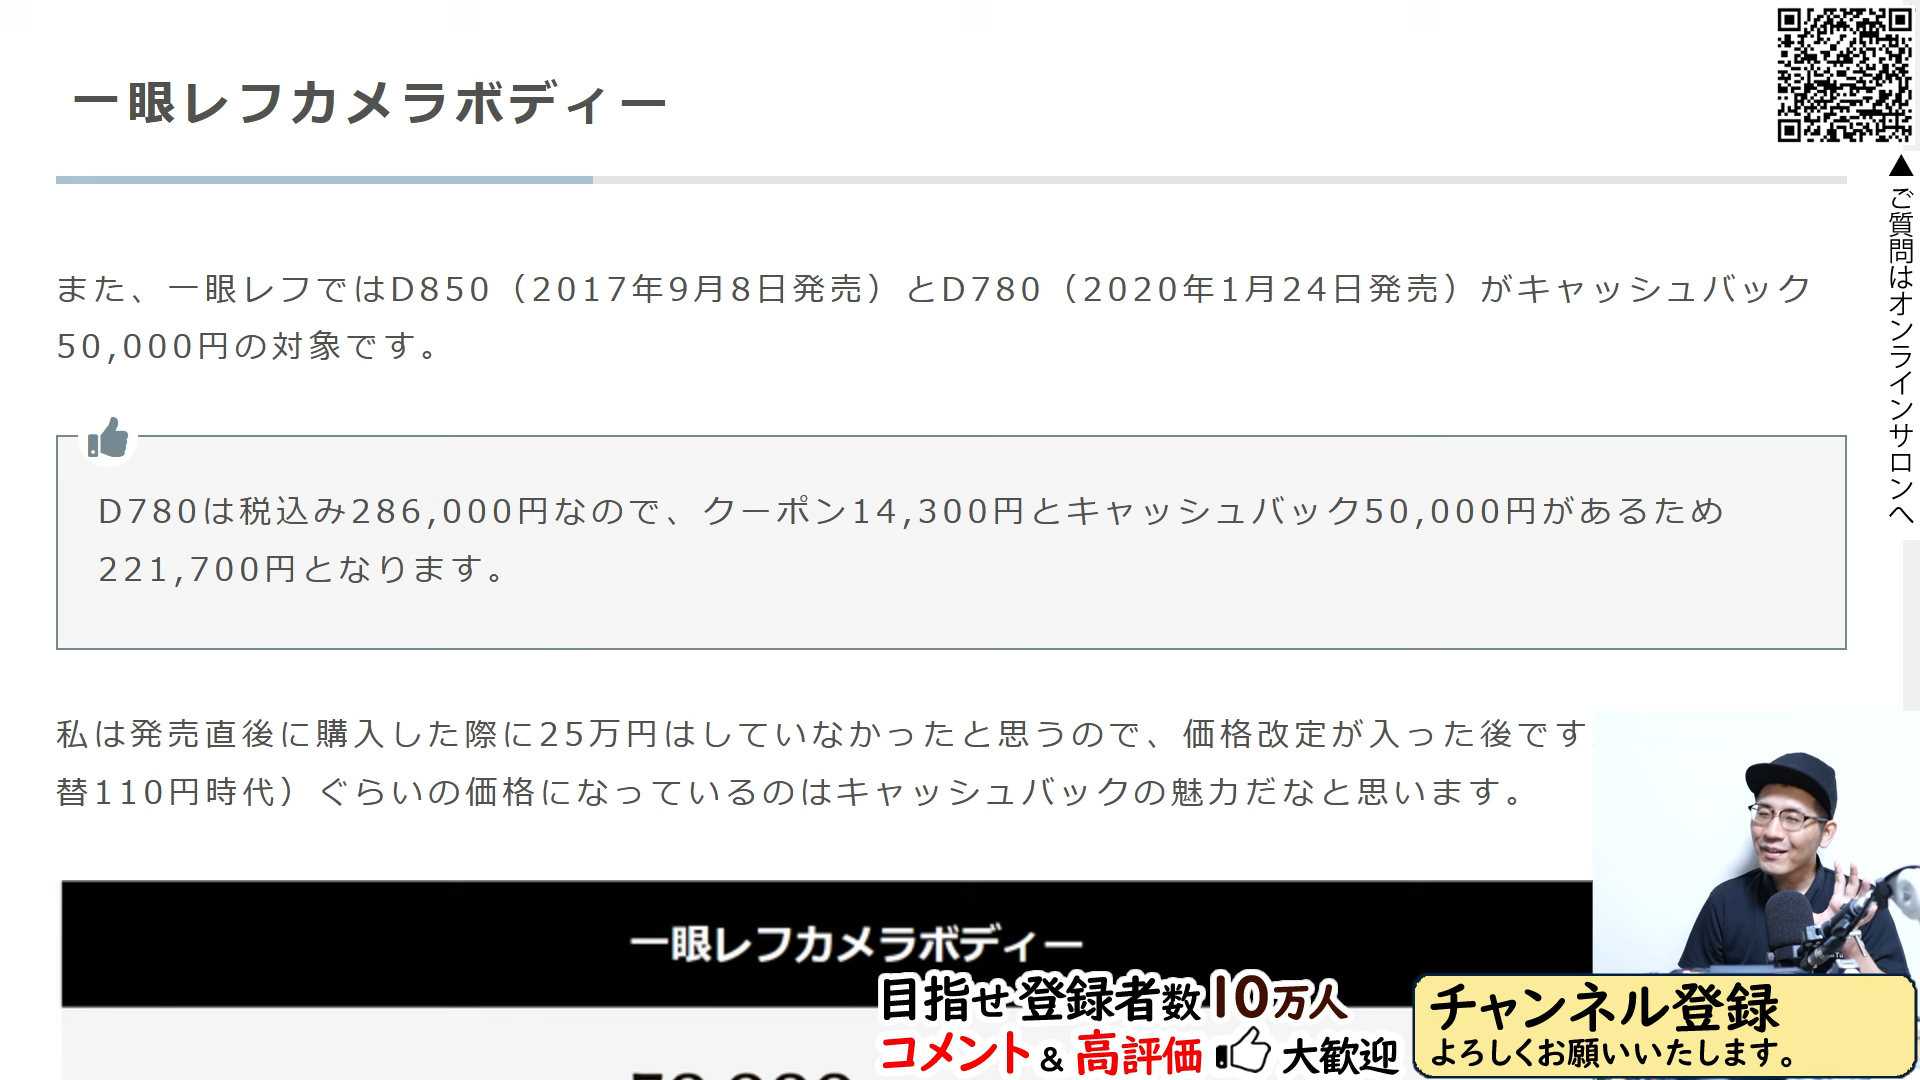 一眼レフカメラボディー
また、一眼レフではD850（2017年9月8日発売）とD780（2020年1月24日発売）がキャッシュバック
50,000円の対象です。
D780は税込み286,000円なので、クーポン14,300円とキャッシュバック50,000円があるため
221,700円となります。
私は発売直後に購入した際に25万円はしていなかったと思うので、価格改定が入った後です
替110円時代）ぐらいの価格になっているのはキャッシュバックの魅力だなと思います。
一眼レフカメラボディー
目指せ登録者数10万人
コメント&高評価 大歓迎
チャンネル登録
よろしくお願いいたします。
▲ご質問はオンラインサロンへ